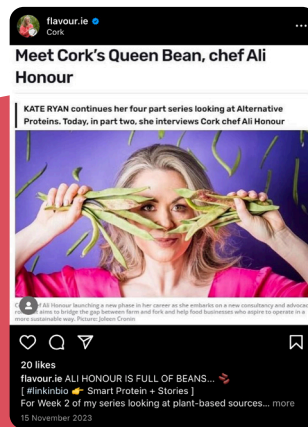 flavour.ie
Cork
Meet Cork's Queen Bean, chef Ali
Honour
KATE RYAN continues her four part series looking at Alternative
Proteins. Today, in part two, she interviews Cork chef Ali Honour
of Ali Honour launching a new phase in her career as she embarks on a new consultancy and advocacy
aims to bridge the gap between farm and fork and help food businesses who aspire to operate in a
more sustainable way. Picture: Joleen Cronin
20 likes
flavour.ie ALI HONOUR IS FULL OF BEANS...
[ #linkinbio 👉 Smart Protein + Stories ]
For Week 2 of my series looking at plant-based sources... more
15 November 2023